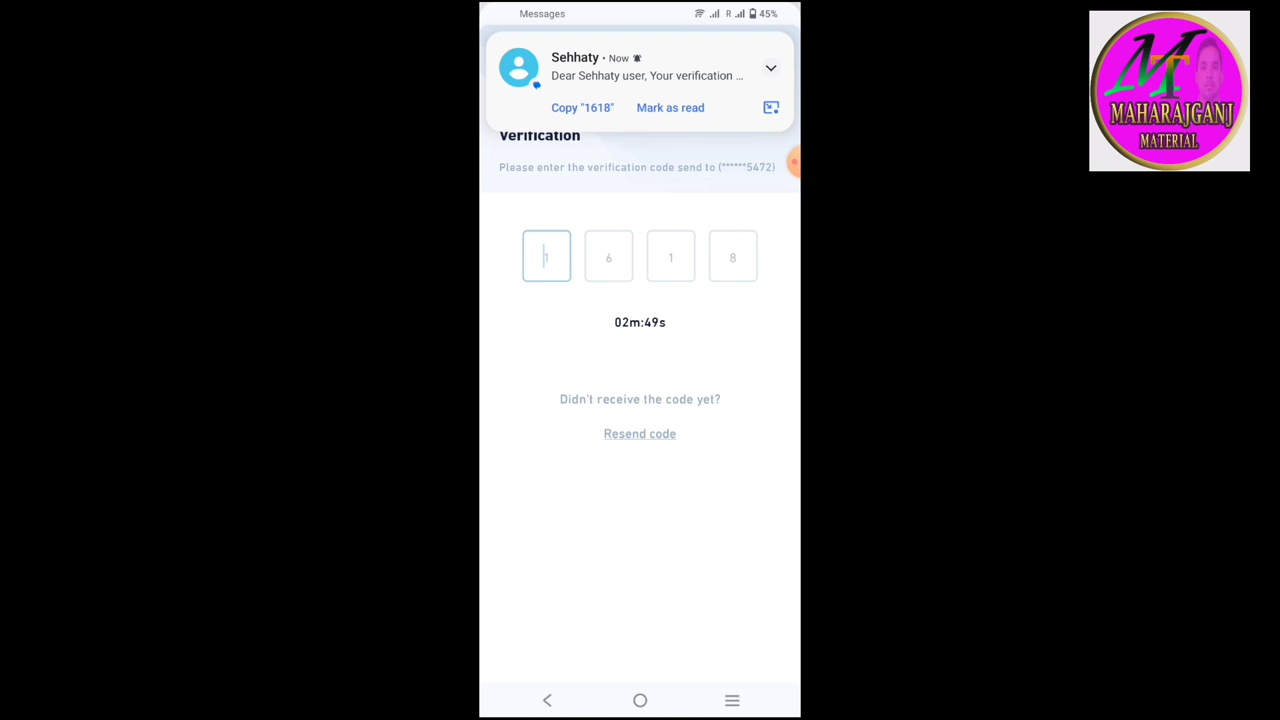 Messages
R 45%
Sehhaty • Now
Dear Sehhaty user, Your verification ...
Copy "1618" Mark as read
Verification
Please enter the verification code send to (******5472)
1 6 1 8
02m:49s
Didn't receive the code yet?
Resend code
MT
MAHARAJGANJ
MATERIAL